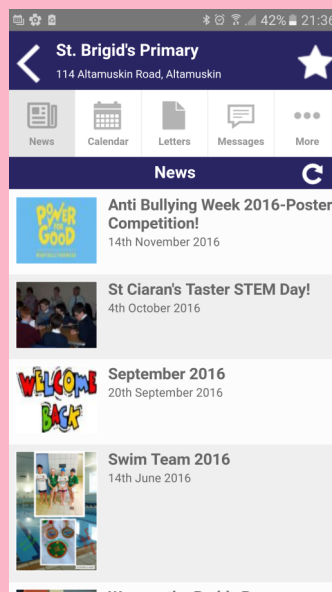 42% 21:36
St. Brigid's Primary
114 Altamuskin Road, Altamuskin
News
Calendar
Letters
Messages
More
News
Anti Bullying Week 2016-Poster
Competition!
14th November 2016
POWER
FOR
GOOD
St Ciaran's Taster STEM Day!
4th October 2016
WELCOME
BACK
September 2016
20th September 2016
Swim Team 2016
14th June 2016